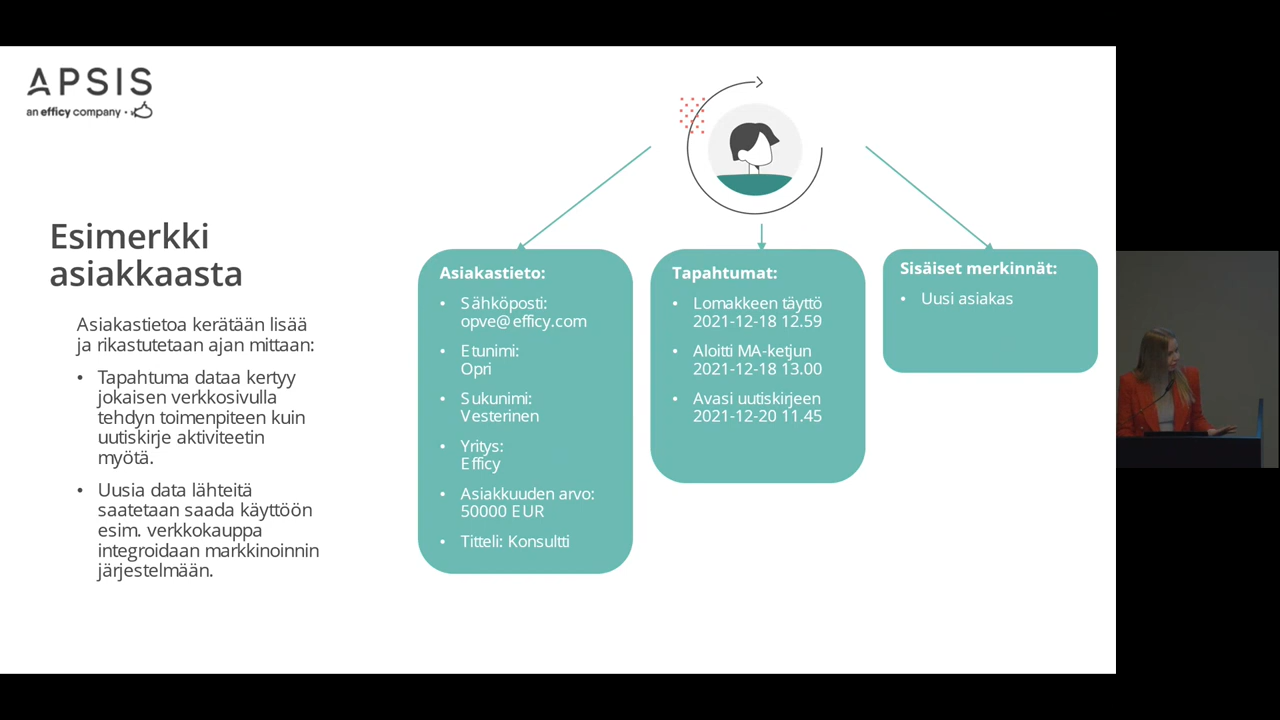 APSIS
an efficy company
Esimerkki
asiakkaasta
Asiakastietoa kerätään lisää
ja rikastutetaan ajan mittaan:
• Tapahtuma dataa kertyy
jokaisen verkkosivulla
tehdyn toimenpiteen kuin
uutiskirje aktiviteetin
myötä.
• Uusia data lähteitä
saatetaan saada käyttöön
esim. verkkokauppa
integroidaan markkinoinnin
järjestelmään.
Asiakastieto:
• Sähköposti:
opve@efficy.com
• Etunimi:
Opri
• Sukunimi:
Vesterinen
• Yritys:
Efficy
• Asiakkuuden arvo:
50000 EUR
• Titteli: Konsultti
Tapahtumat:
• Lomakkeen täyttö
2021-12-18 12.59
• Aloitti MA-ketjun
2021-12-18 13.00
• Avasi uutiskirjeen
2021-12-20 11.45
Sisäiset merkinnät:
• Uusi asiakas